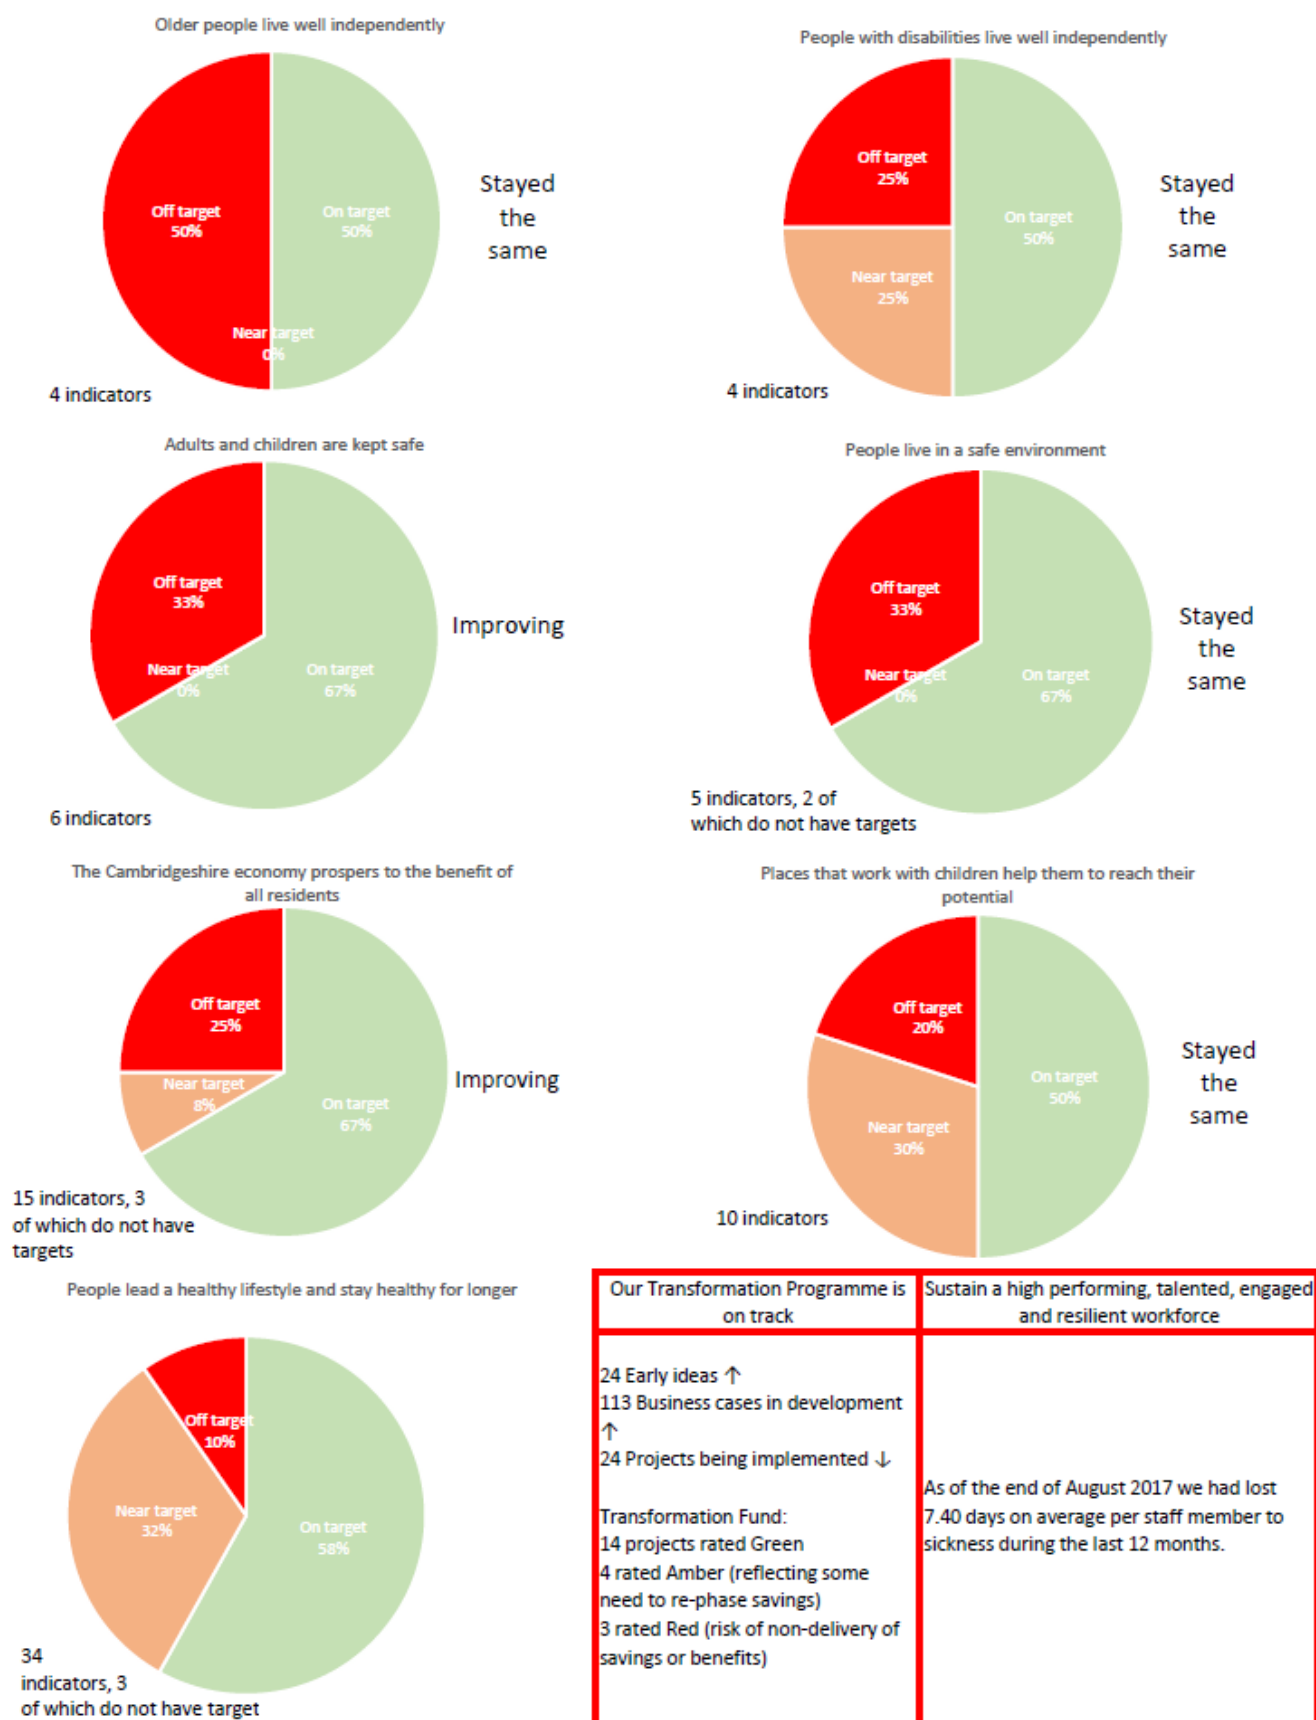 Older people live well independently
Off target
50%
On target
50%
Near target
0%
Stayed
the
same
4 indicators
People with disabilities live well independently
Off target
25%
On target
50%
Near target
25%
Stayed
the
same
4 indicators
Adults and children are kept safe
Off target
33%
Near target
0%
On target
67%
Improving
6 indicators
People live in a safe environment
Off target
33%
Near target
0%
On target
67%
Stayed
the
same
5 indicators, 2 of
which do not have targets
The Cambridgeshire economy prospers to the benefit of
all residents
Off target
25%
Near target
8%
On target
67%
Improving
15 indicators, 3
of which do not have
targets
Places that work with children help them to reach their
potential
Off target
20%
On target
50%
Near target
30%
Stayed
the
same
10 indicators
People lead a healthy lifestyle and stay healthy for longer
Off target
10%
Near target
32%
On target
58%
34
indicators, 3
of which do not have target
Our Transformation Programme is
on track
24 Early ideas ↑
113 Business cases in development
↑
24 Projects being implemented ↓
Transformation Fund:
14 projects rated Green
4 rated Amber (reflecting some
need to re-phase savings)
3 rated Red (risk of non-delivery of
savings or benefits)
Sustain a high performing, talented, engaged
and resilient workforce
As of the end of August 2017 we had lost
7.40 days on average per staff member to
sickness during the last 12 months.